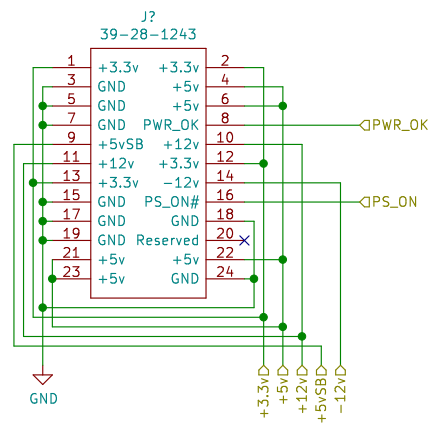 J?
39-28-1243
1 +3.3v +3.3v 2
3 GND +5v 4
5 GND +5v 6
7 GND PWR_OK 8 PWR_OK
9 +5vSB +12v 10
11 +12v +3.3v 12
13 +3.3v -12v 14
15 GND PS_ON# 16 PS_ON
17 GND GND 18
19 GND Reserved 20
21 +5v +5v 22
23 +5v GND 24
GND
+3.3v
+5v
+12v
+5vSB
-12v